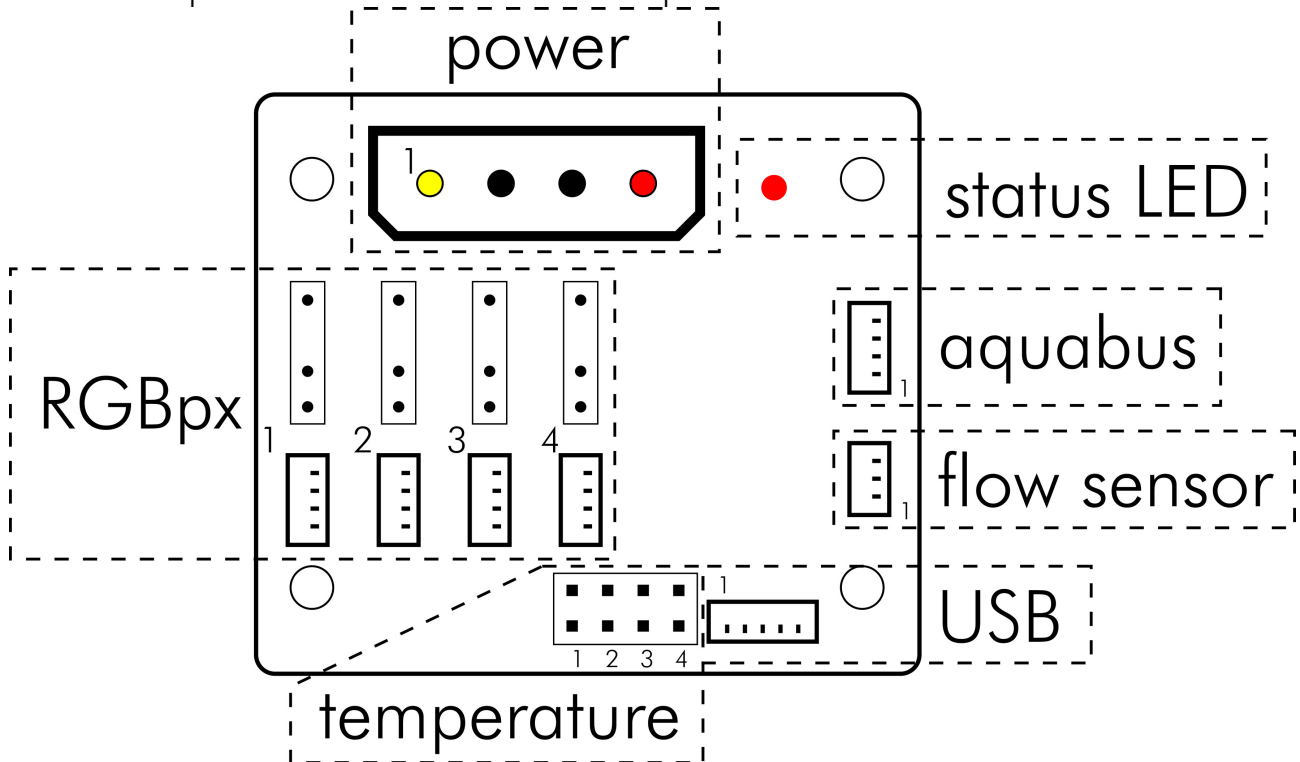 power
1
status LED
aquabus
1
RGBpx
1 2 3 4
flow sensor
1
1
USB
1 2 3 4
temperature